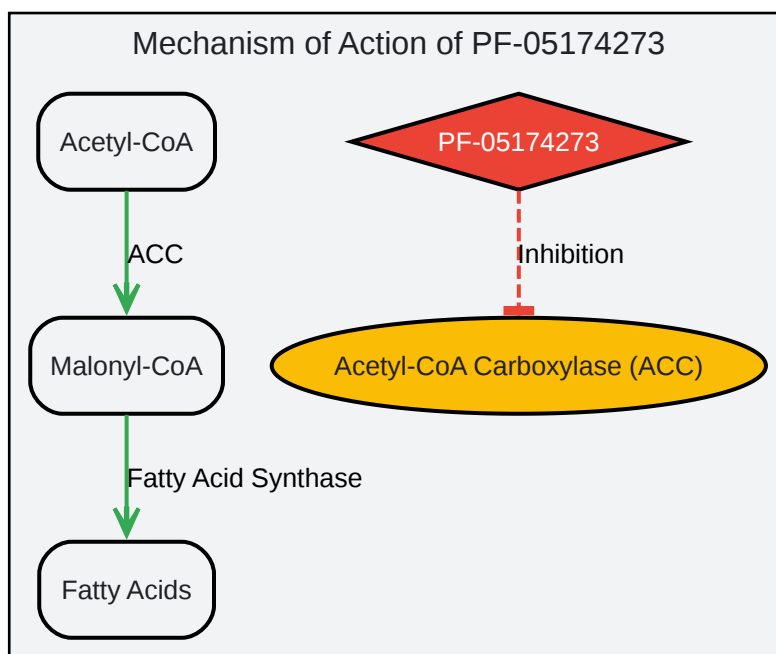 Mechanism of Action of PF-05174273
Acetyl-CoA
PF-05174273
ACC
Inhibition
Malonyl-CoA
Acetyl-CoA Carboxylase (ACC)
Fatty Acid Synthase
Fatty Acids